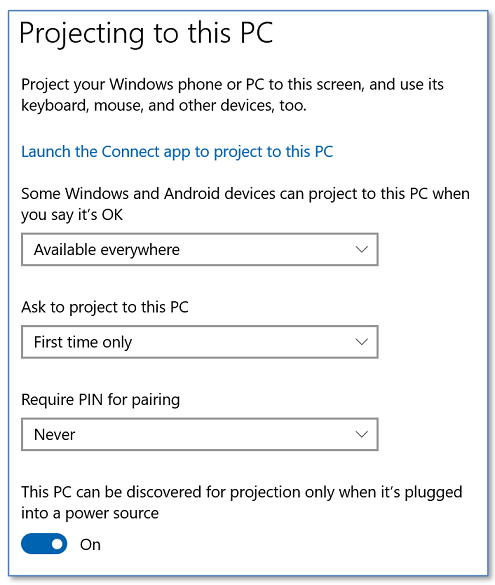 Projecting to this PC
Project your Windows phone or PC to this screen, and use its
keyboard, mouse, and other devices, too.
Launch the Connect app to project to this PC
Some Windows and Android devices can project to this PC when
you say it's OK
Available everywhere
Ask to project to this PC
First time only
Require PIN for pairing
Never
This PC can be discovered for projection only when it's plugged
into a power source
On